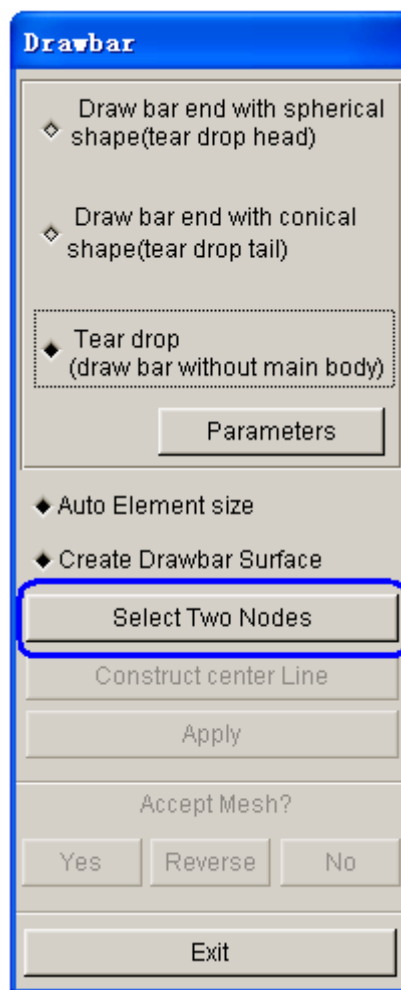 Drawbar
Draw bar end with spherical
shape(tear drop head)
Draw bar end with conical
shape(tear drop tail)
Tear drop
(draw bar without main body)
Parameters
Auto Element size
Create Drawbar Surface
Select Two Nodes
Construct center Line
Apply
Accept Mesh?
Yes Reverse No
Exit